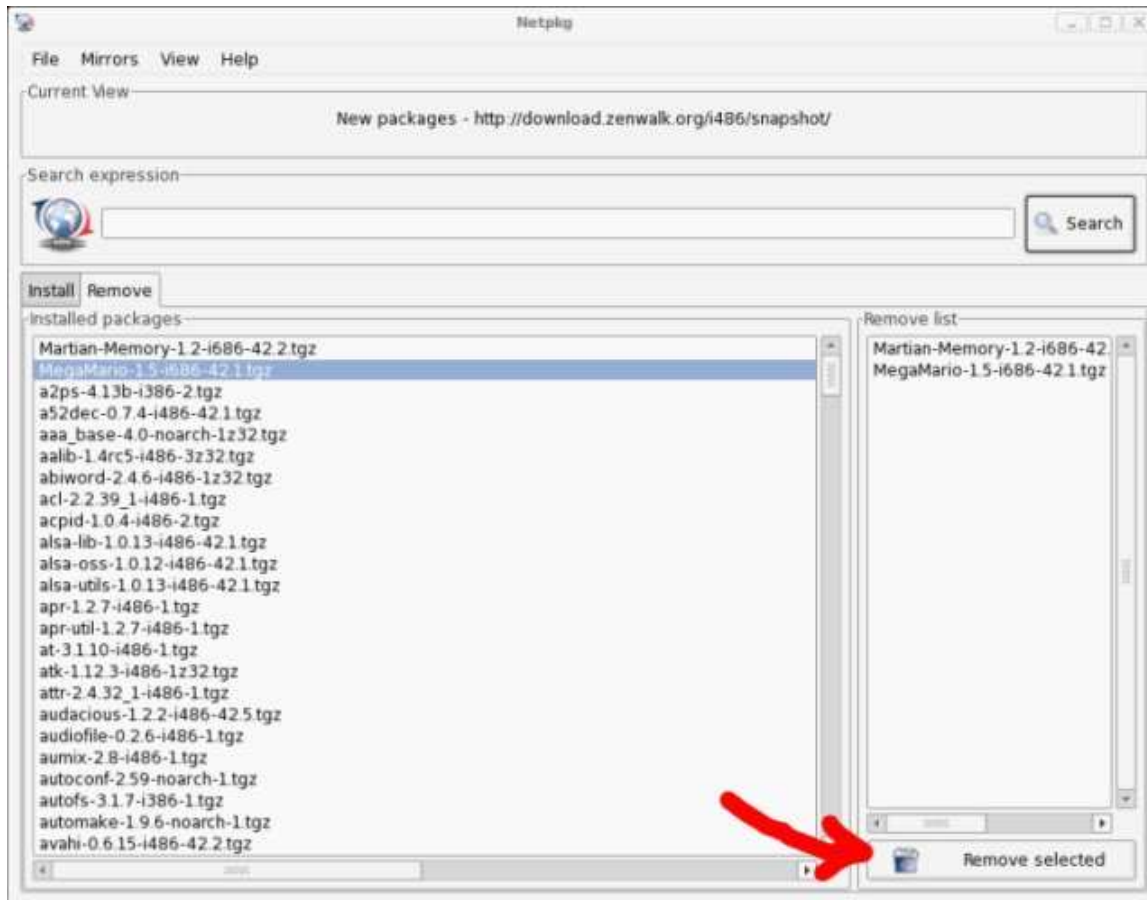 Netpkg
File Mirrors View Help
Current View
New packages - http://download.zenwalk.org/i486/snapshot/
Search expression
Search
Install Remove
Installed packages
Martian-Memory-1.2-i686-42.2.tgz
MegaMario-1.5-i686-42.1.tgz
a2ps-4.13b-i386-2.tgz
a52dec-0.7.4-i486-42.1.tgz
aaa_base-4.0-noarch-1z32.tgz
aalib-1.4rc5-i486-3z32.tgz
abiword-2.4.6-i486-1z32.tgz
acl-2.2.39_1-i486-1.tgz
acpid-1.0.4-i486-2.tgz
alsa-lib-1.0.13-i486-42.1.tgz
alsa-oss-1.0.12-i486-42.1.tgz
alsa-utils-1.0.13-i486-42.1.tgz
apr-1.2.7-i486-1.tgz
apr-util-1.2.7-i486-1.tgz
at-3.1.10-i486-1.tgz
atk-1.12.3-i486-1z32.tgz
attr-2.4.32_1-i486-1.tgz
audacious-1.2.2-i486-42.5.tgz
audiofile-0.2.6-i486-1.tgz
aumix-2.8-i486-1.tgz
autoconf-2.59-noarch-1.tgz
autofs-3.1.7-i386-1.tgz
automake-1.9.6-noarch-1.tgz
avahi-0.6.15-i486-42.2.tgz
Remove list
Martian-Memory-1.2-i686-42.
MegaMario-1.5-i686-42.1.tgz
Remove selected